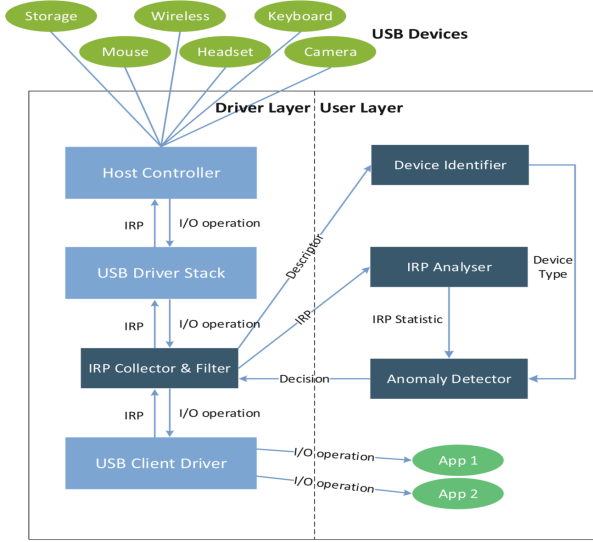 Storage
Wireless
Keyboard
USB Devices
Mouse
Headset
Camera
Driver Layer
User Layer
Host Controller
Device Identifier
IRP
I/O operation
Descriptor
USB Driver Stack
IRP Analyser
Device
Type
IRP
IRP
I/O operation
IRP Statistic
IRP Collector & Filter
Decision
Anomaly Detector
IRP
I/O operation
USB Client Driver
I/O operation
App 1
I/O operation
App 2